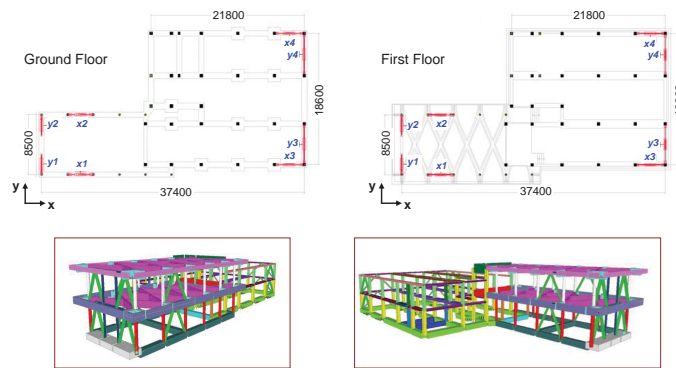 21800
21800
Ground Floor
First Floor
x4
y4
x4
y4
18600
y2
x2
y2
x2
8500
8500
y3
y3
y1
x1
x3
y1
x1
x3
37400
37400
y
x
y
x